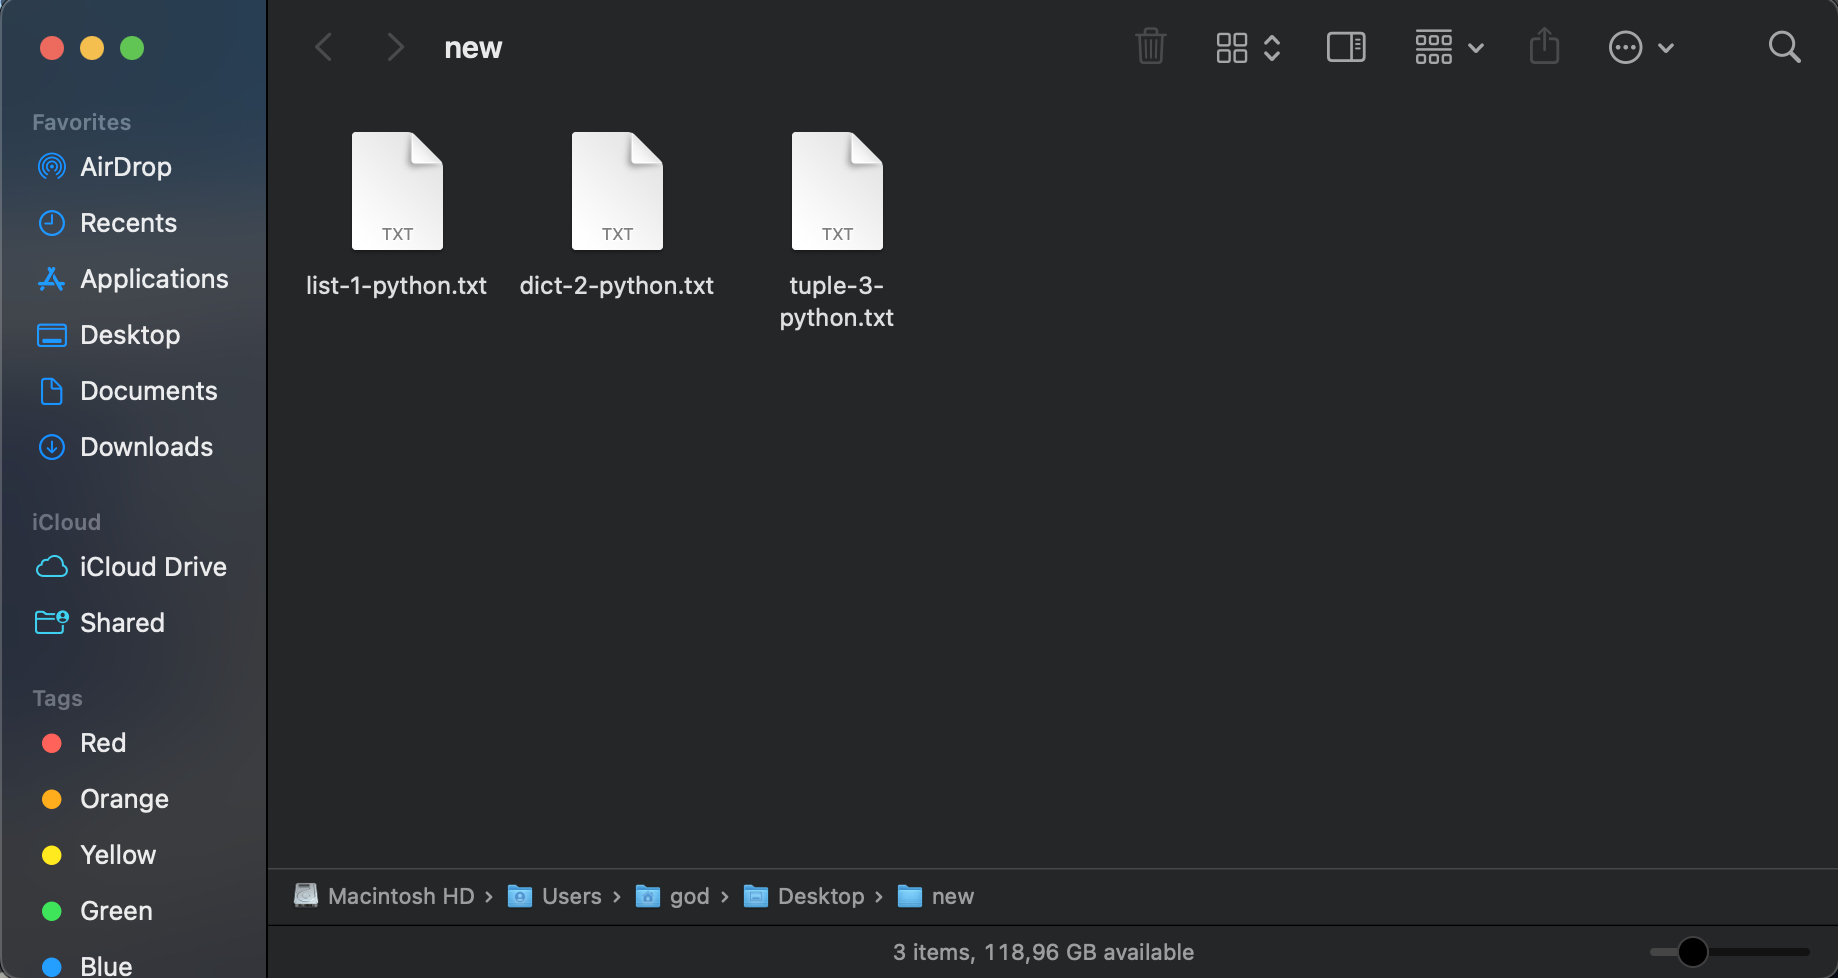 new
Favorites
AirDrop
Recents
Applications
Desktop
Documents
Downloads
iCloud
iCloud Drive
Shared
Tags
Red
Orange
Yellow
Green
Blue
TXT
list-1-python.txt
TXT
dict-2-python.txt
TXT
tuple-3-
python.txt
Macintosh HD › Users › god › Desktop › new
3 items, 118,96 GB available